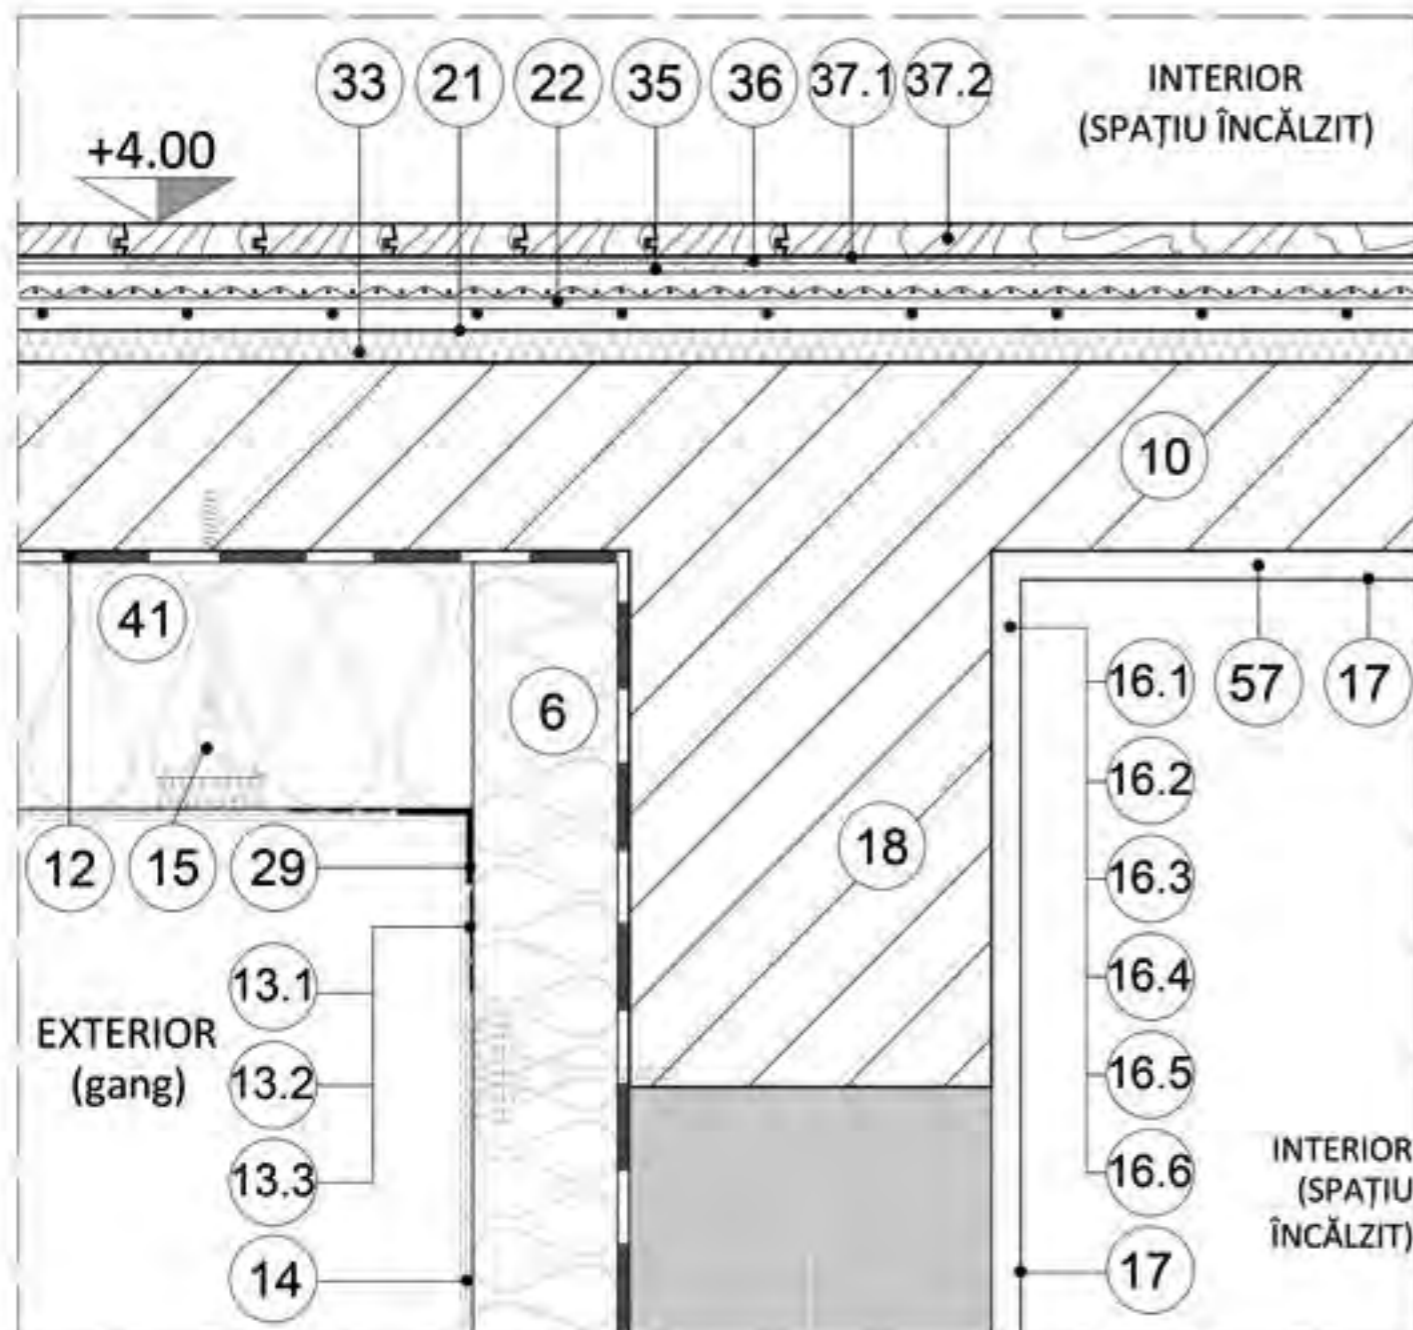 33 21 22 35 36 37.1 37.2
INTERIOR
(SPAȚIU ÎNCĂLZIT)
+4.00
10
41
6
16.1 57 17
16.2
12 15 29
18
16.3
13.1
16.4
EXTERIOR
(gang)
13.2
16.5
13.3
16.6
INTERIOR
(SPAȚIU
ÎNCĂLZIT)
14
17